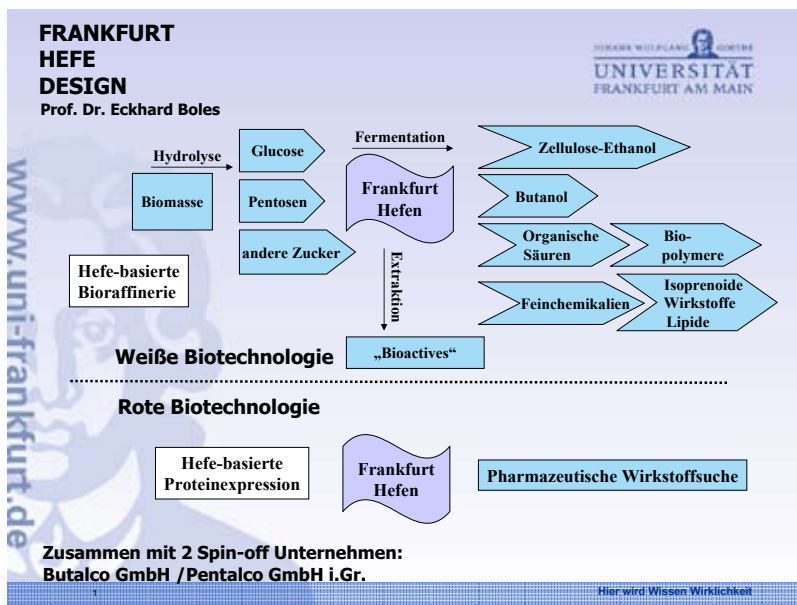 FRANKFURT
HEFE
DESIGN
Prof. Dr. Eckhard Boles
JOHANN WOLFGANG GOETHE
UNIVERSITÄT
FRANKFURT AM MAIN
www.uni-frankfurt.de
Hydrolyse
Biomasse
Glucose
Pentosen
andere Zucker
Fermentation
Frankfurt
Hefen
Extraktion
„Bioactives“
Zellulose-Ethanol
Butanol
Organische
Säuren
Bio-
polymere
Feinchemikalien
Isoprenoide
Wirkstoffe
Lipide
Hefe-basierte
Bioraffinerie
Weiße Biotechnologie
Rote Biotechnologie
Hefe-basierte
Proteinexpression
Frankfurt
Hefen
Pharmazeutische Wirkstoffsuche
Zusammen mit 2 Spin-off Unternehmen:
Butalco GmbH /Pentalco GmbH i.Gr.
1
Hier wird Wissen Wirklichkeit